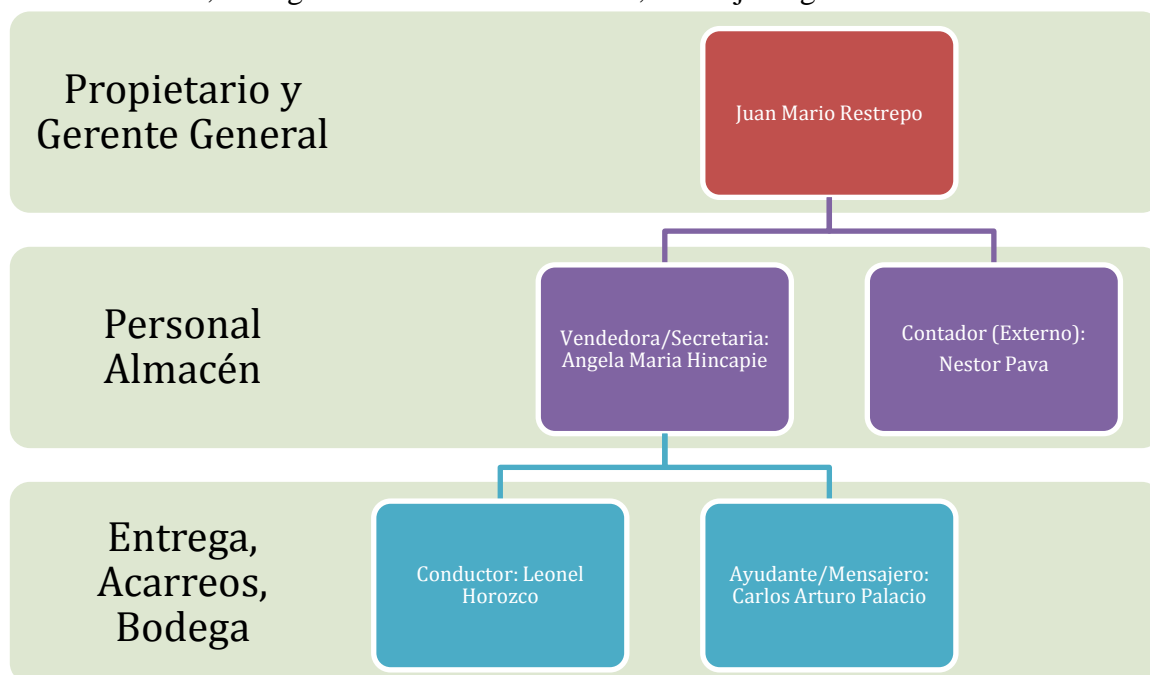 Propietario y
Gerente General
Juan Mario Restrepo
Personal
Almacén
Vendedora/Secretaria:
Angela Maria Hincapie
Contador (Externo):
Nestor Pava
Entrega,
Acarreos,
Bodega
Conductor: Leonel
Horozco
Ayudante/Mensajero:
Carlos Arturo Palacio